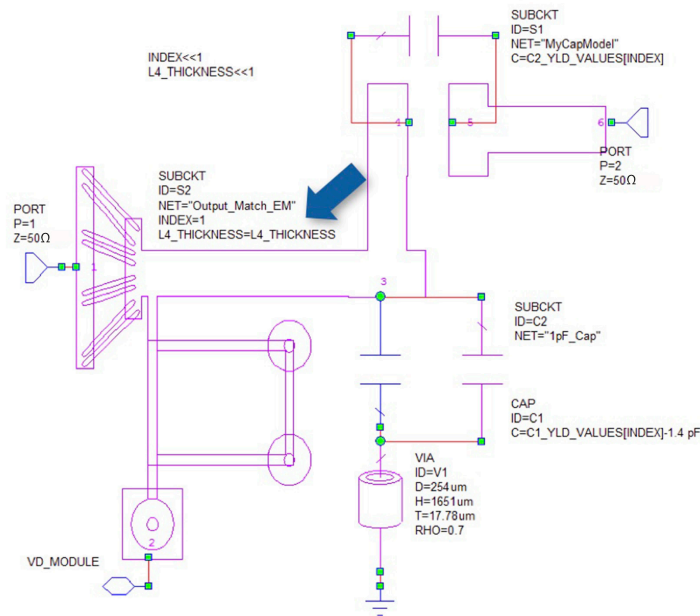 SUBCKT
ID=S1
NET="MyCapModel"
C=C2_YLD_VALUES[INDEX]
INDEX<<1
L4_THICKNESS<<1
4
5
6
PORT
P=2
Z=50Ω
SUBCKT
ID=S2
NET="Output_Match_EM"
INDEX=1
L4_THICKNESS=L4_THICKNESS
PORT
P=1
Z=50Ω
1
3
SUBCKT
ID=C2
NET="1pF_Cap"
CAP
ID=C1
C=C1_YLD_VALUES[INDEX]-1.4 pF
VIA
ID=V1
D=254um
H=1651um
T=17.78um
RHO=0.7
2
VD_MODULE